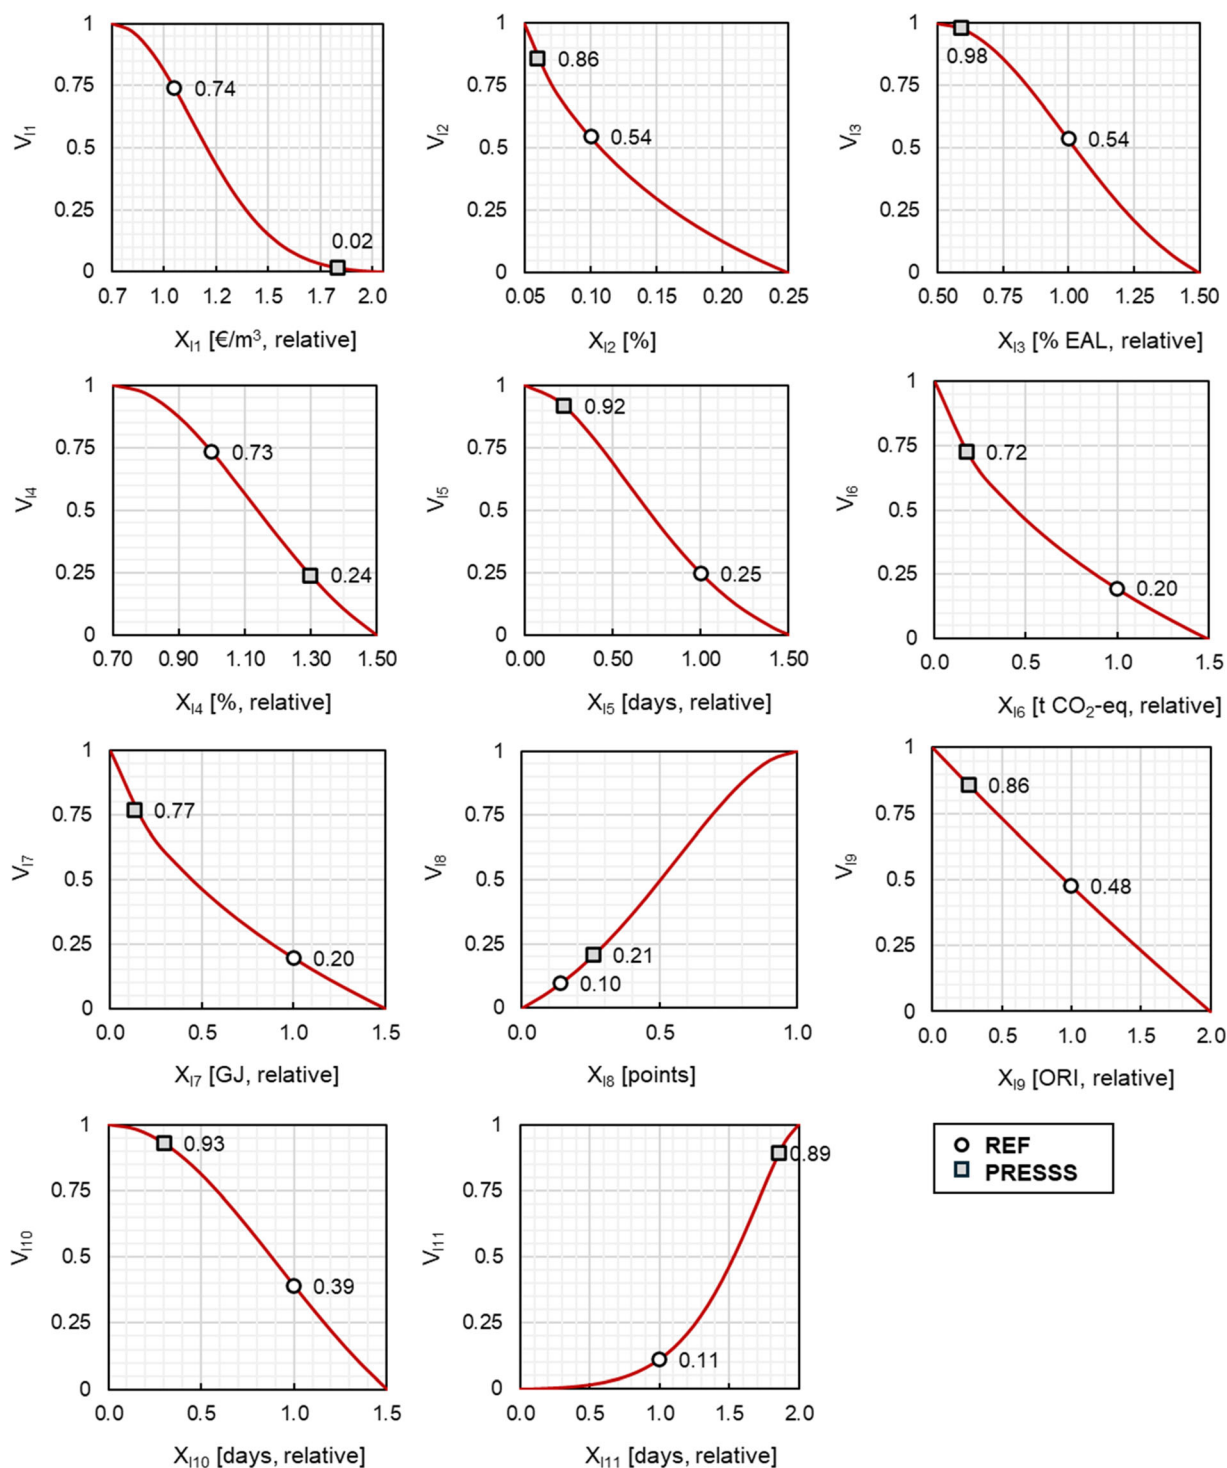 1
0.75
0.5
0.25
0
V_I1
0.74
0.02
0.7 1.0 1.2 1.5 1.7 2.0
X_I1 [€/m³, relative]
1
0.75
0.5
0.25
0
V_I2
0.86
0.54
0.05 0.10 0.15 0.20 0.25
X_I2 [%]
1
0.75
0.5
0.25
0
V_I3
0.98
0.54
0.50 0.75 1.00 1.25 1.50
X_I3 [% EAL, relative]
1
0.75
0.5
0.25
0
V_I4
0.73
0.24
0.70 0.90 1.10 1.30 1.50
X_I4 [%, relative]
1
0.75
0.5
0.25
0
V_I5
0.92
0.25
0.00 0.50 1.00 1.50
X_I5 [days, relative]
1
0.75
0.5
0.25
0
V_I6
0.72
0.20
0.0 0.5 1.0 1.5
X_I6 [t CO₂-eq, relative]
1
0.75
0.5
0.25
0
V_I7
0.77
0.20
0.0 0.5 1.0 1.5
X_I7 [GJ, relative]
1
0.75
0.5
0.25
0
V_I8
0.21
0.10
0.0 0.5 1.0
X_I8 [points]
1
0.75
0.5
0.25
0
V_I9
0.86
0.48
0.0 0.5 1.0 1.5 2.0
X_I9 [ORI, relative]
1
0.75
0.5
0.25
0
V_I10
0.93
0.39
0.0 0.5 1.0 1.5
X_I10 [days, relative]
1
0.75
0.5
0.25
0
V_I11
0.89
0.11
0.0 0.5 1.0 1.5 2.0
X_I11 [days, relative]
REF
PRESSS